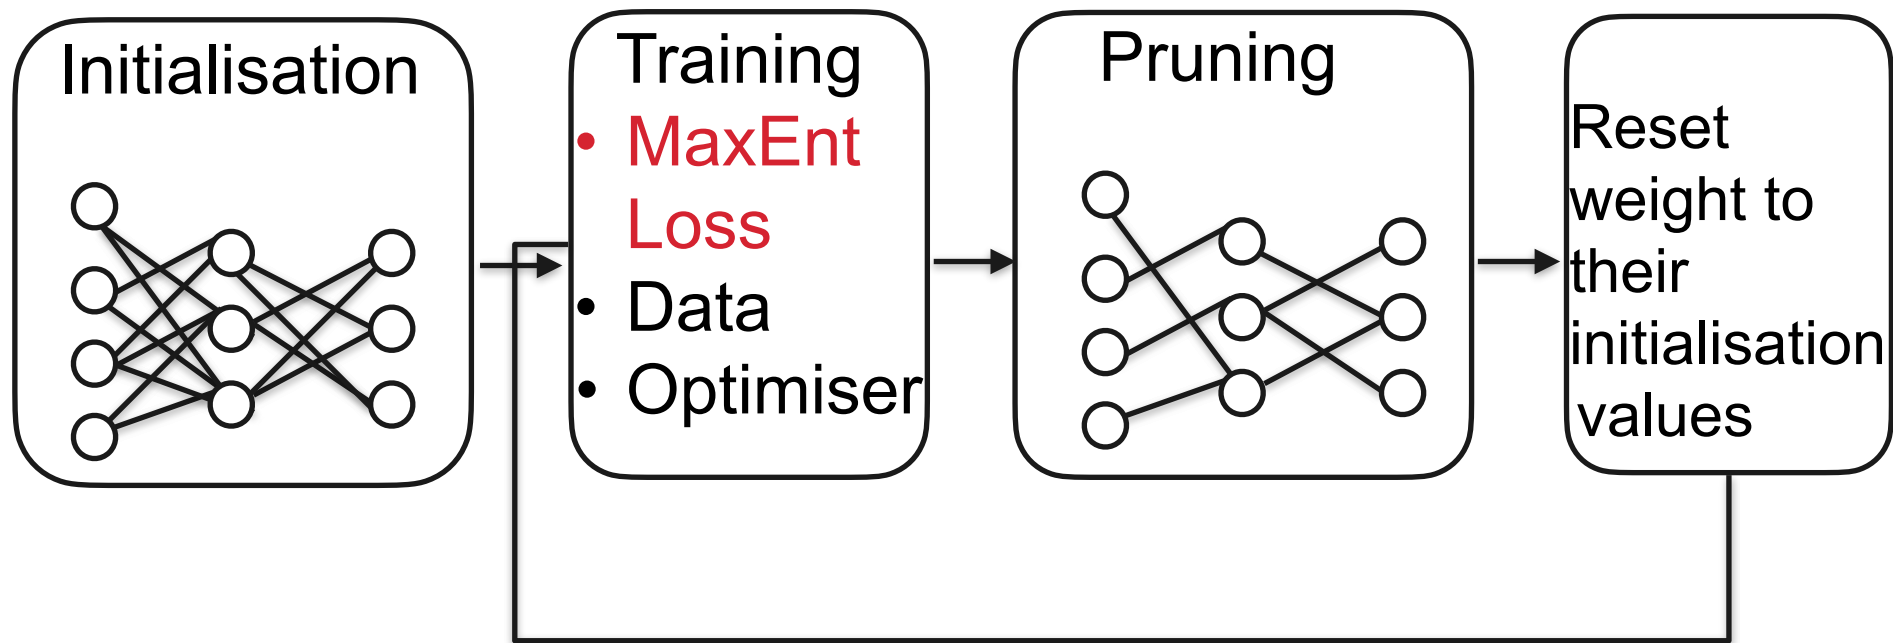 Initialisation
Training
• MaxEnt
Loss
• Data
• Optimiser
Pruning
Reset
weight to
their
initialisation
values